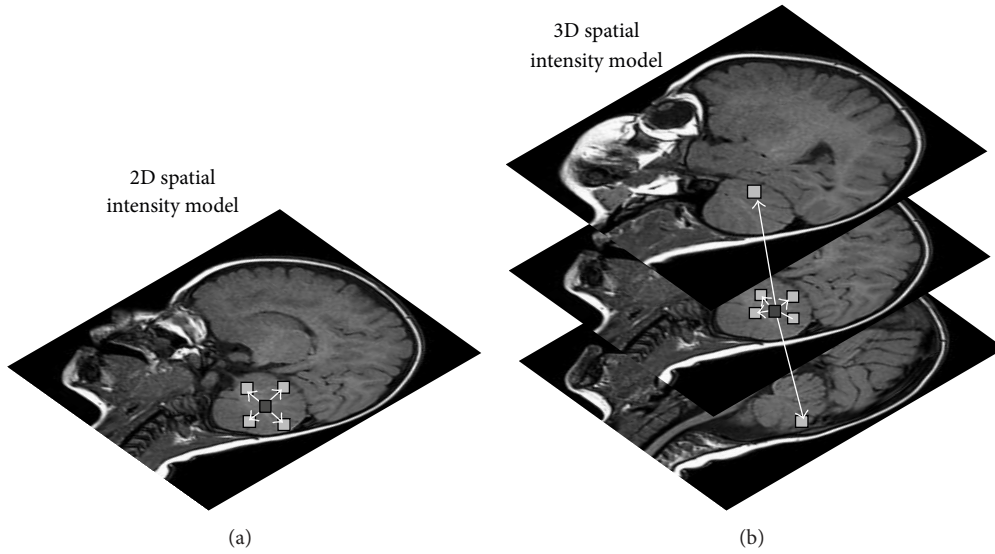 2D spatial
intensity model
(a)
3D spatial
intensity model
(b)